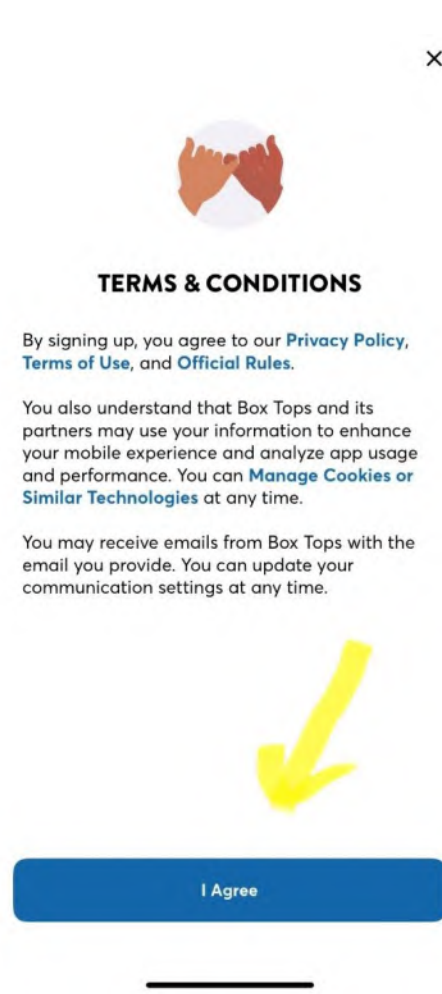 TERMS & CONDITIONS
By signing up, you agree to our Privacy Policy,
Terms of Use, and Official Rules.
You also understand that Box Tops and its
partners may use your information to enhance
your mobile experience and analyze app usage
and performance. You can Manage Cookies or
Similar Technologies at any time.
You may receive emails from Box Tops with the
email you provide. You can update your
communication settings at any time.
I Agree